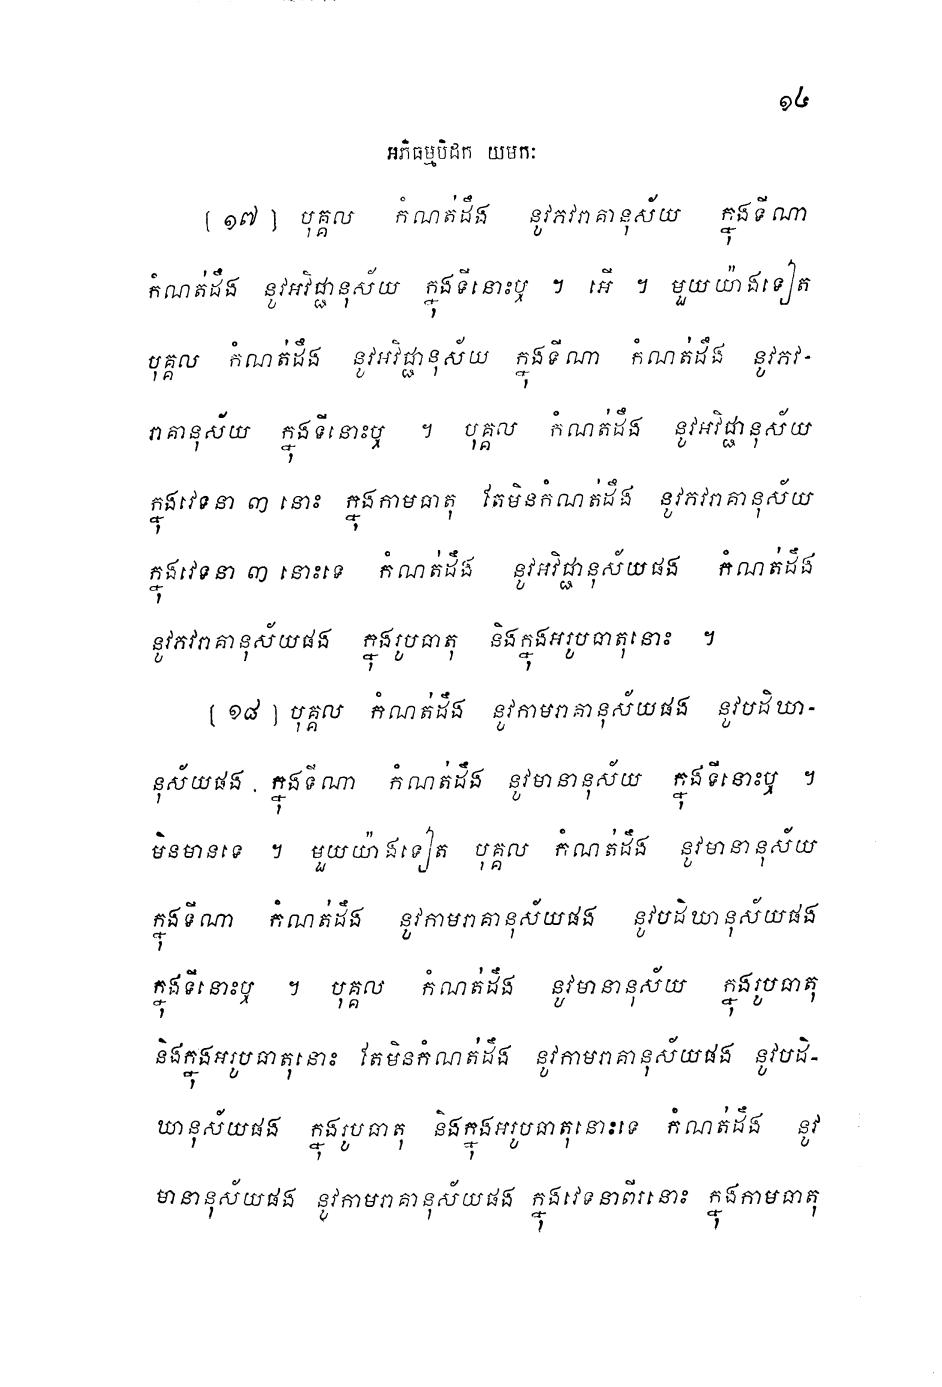 ១៤
អភិធម្មបិដក យមកៈ
[ ១៧ ] បុគ្គល កំណត់ដឹង នូវភវរាគានុស័យ ក្នុងទីណា
កំណត់ដឹង នូវអវិជ្ជានុស័យ ក្នុងទីនោះឬ ។ អើ ។ មួយយ៉ាងទៀត
បុគ្គល កំណត់ដឹង នូវអវិជ្ជានុស័យ ក្នុងទីណា កំណត់ដឹង នូវភវ-
រាគានុស័យ ក្នុងទីនោះឬ ។ បុគ្គល កំណត់ដឹង នូវអវិជ្ជានុស័យ
ក្នុងវេទនា ៣ នោះ ក្នុងកាមធាតុ តែមិនកំណត់ដឹង នូវភវរាគានុស័យ
ក្នុងវេទនា ៣ នោះទេ កំណត់ដឹង នូវអវិជ្ជានុស័យផង កំណត់ដឹង
នូវភវរាគានុស័យផង ក្នុងរូបធាតុ និងក្នុងអរូបធាតុនោះ ។
[ ១៨ ] បុគ្គល កំណត់ដឹង នូវកាមរាគានុស័យផង នូវបដិឃា-
នុស័យផង ក្នុងទីណា កំណត់ដឹង នូវមានានុស័យ ក្នុងទីនោះឬ ។
មិនមានទេ ។ មួយយ៉ាងទៀត បុគ្គល កំណត់ដឹង នូវមានានុស័យ
ក្នុងទីណា កំណត់ដឹង នូវកាមរាគានុស័យផង នូវបដិឃានុស័យផង
ក្នុងទីនោះឬ ។ បុគ្គល កំណត់ដឹង នូវមានានុស័យ ក្នុងរូបធាតុ
និងក្នុងអរូបធាតុនោះ តែមិនកំណត់ដឹង នូវកាមរាគានុស័យផង នូវបដិ-
ឃានុស័យផង ក្នុងរូបធាតុ និងក្នុងអរូបធាតុនោះទេ កំណត់ដឹង នូវ
មានានុស័យផង នូវកាមរាគានុស័យផង ក្នុងវេទនាពីរនោះ ក្នុងកាមធាតុ